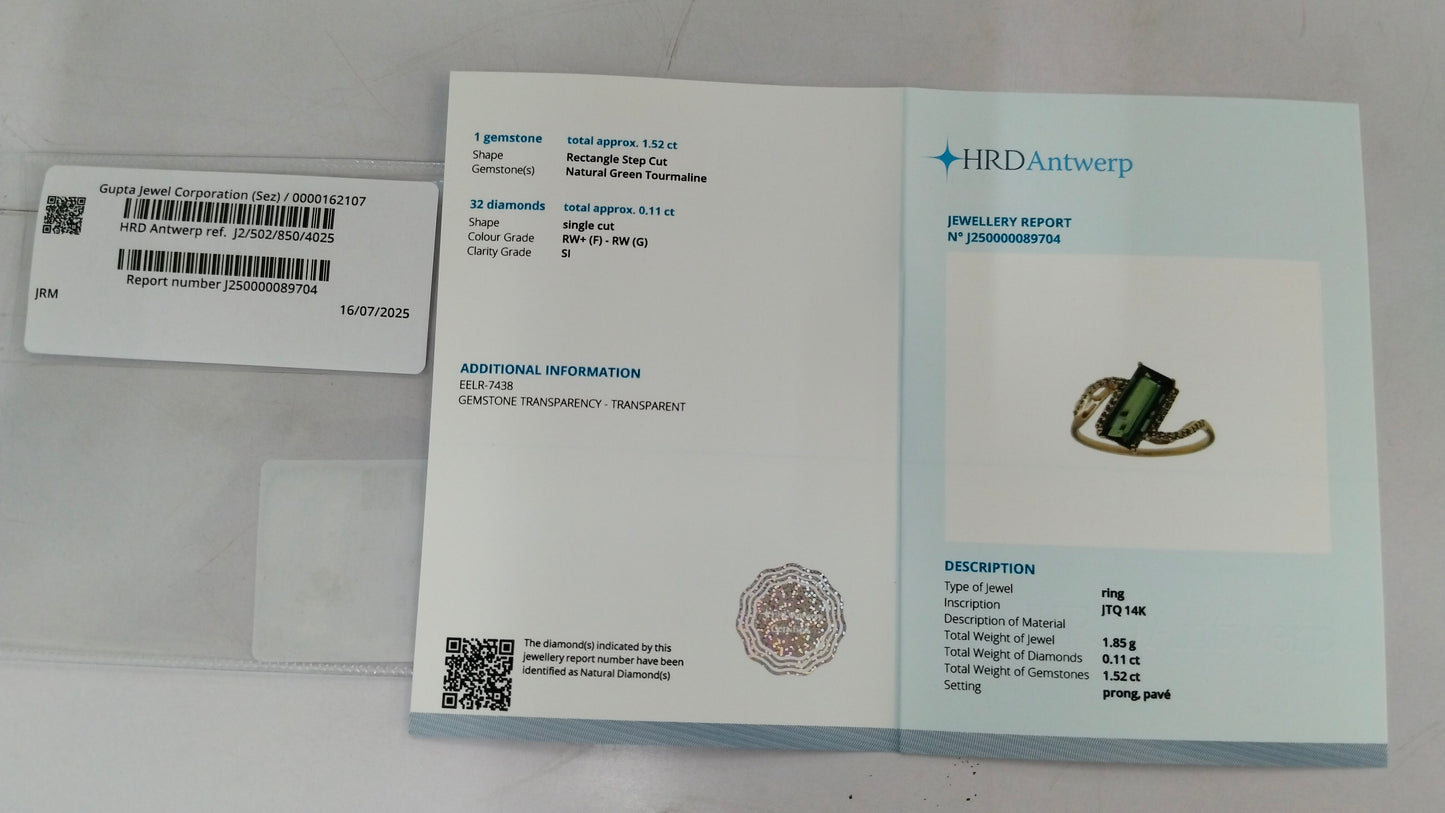 Gupta Jewel Corporation (Sez) / 0000162107
HRD Antwerp ref. J2/502/850/4025
Report number J250000089704
JRM
16/07/2025
1 gemstone total approx. 1.52 ct
Shape Rectangle Step Cut
Gemstone(s) Natural Green Tourmaline
32 diamonds total approx. 0.11 ct
Shape single cut
Colour Grade RW+ (F) - RW (G)
Clarity Grade SI
ADDITIONAL INFORMATION
EELR-7438
GEMSTONE TRANSPARENCY - TRANSPARENT
The diamond(s) indicated by this
jewellery report number have been
identified as Natural Diamond(s)
HRD Antwerp
JEWELLERY REPORT
N° J250000089704
DESCRIPTION
Type of Jewel ring
Inscription JTQ 14K
Description of Material
Total Weight of Jewel 1.85 g
Total Weight of Diamonds 0.11 ct
Total Weight of Gemstones 1.52 ct
Setting prong, pavé